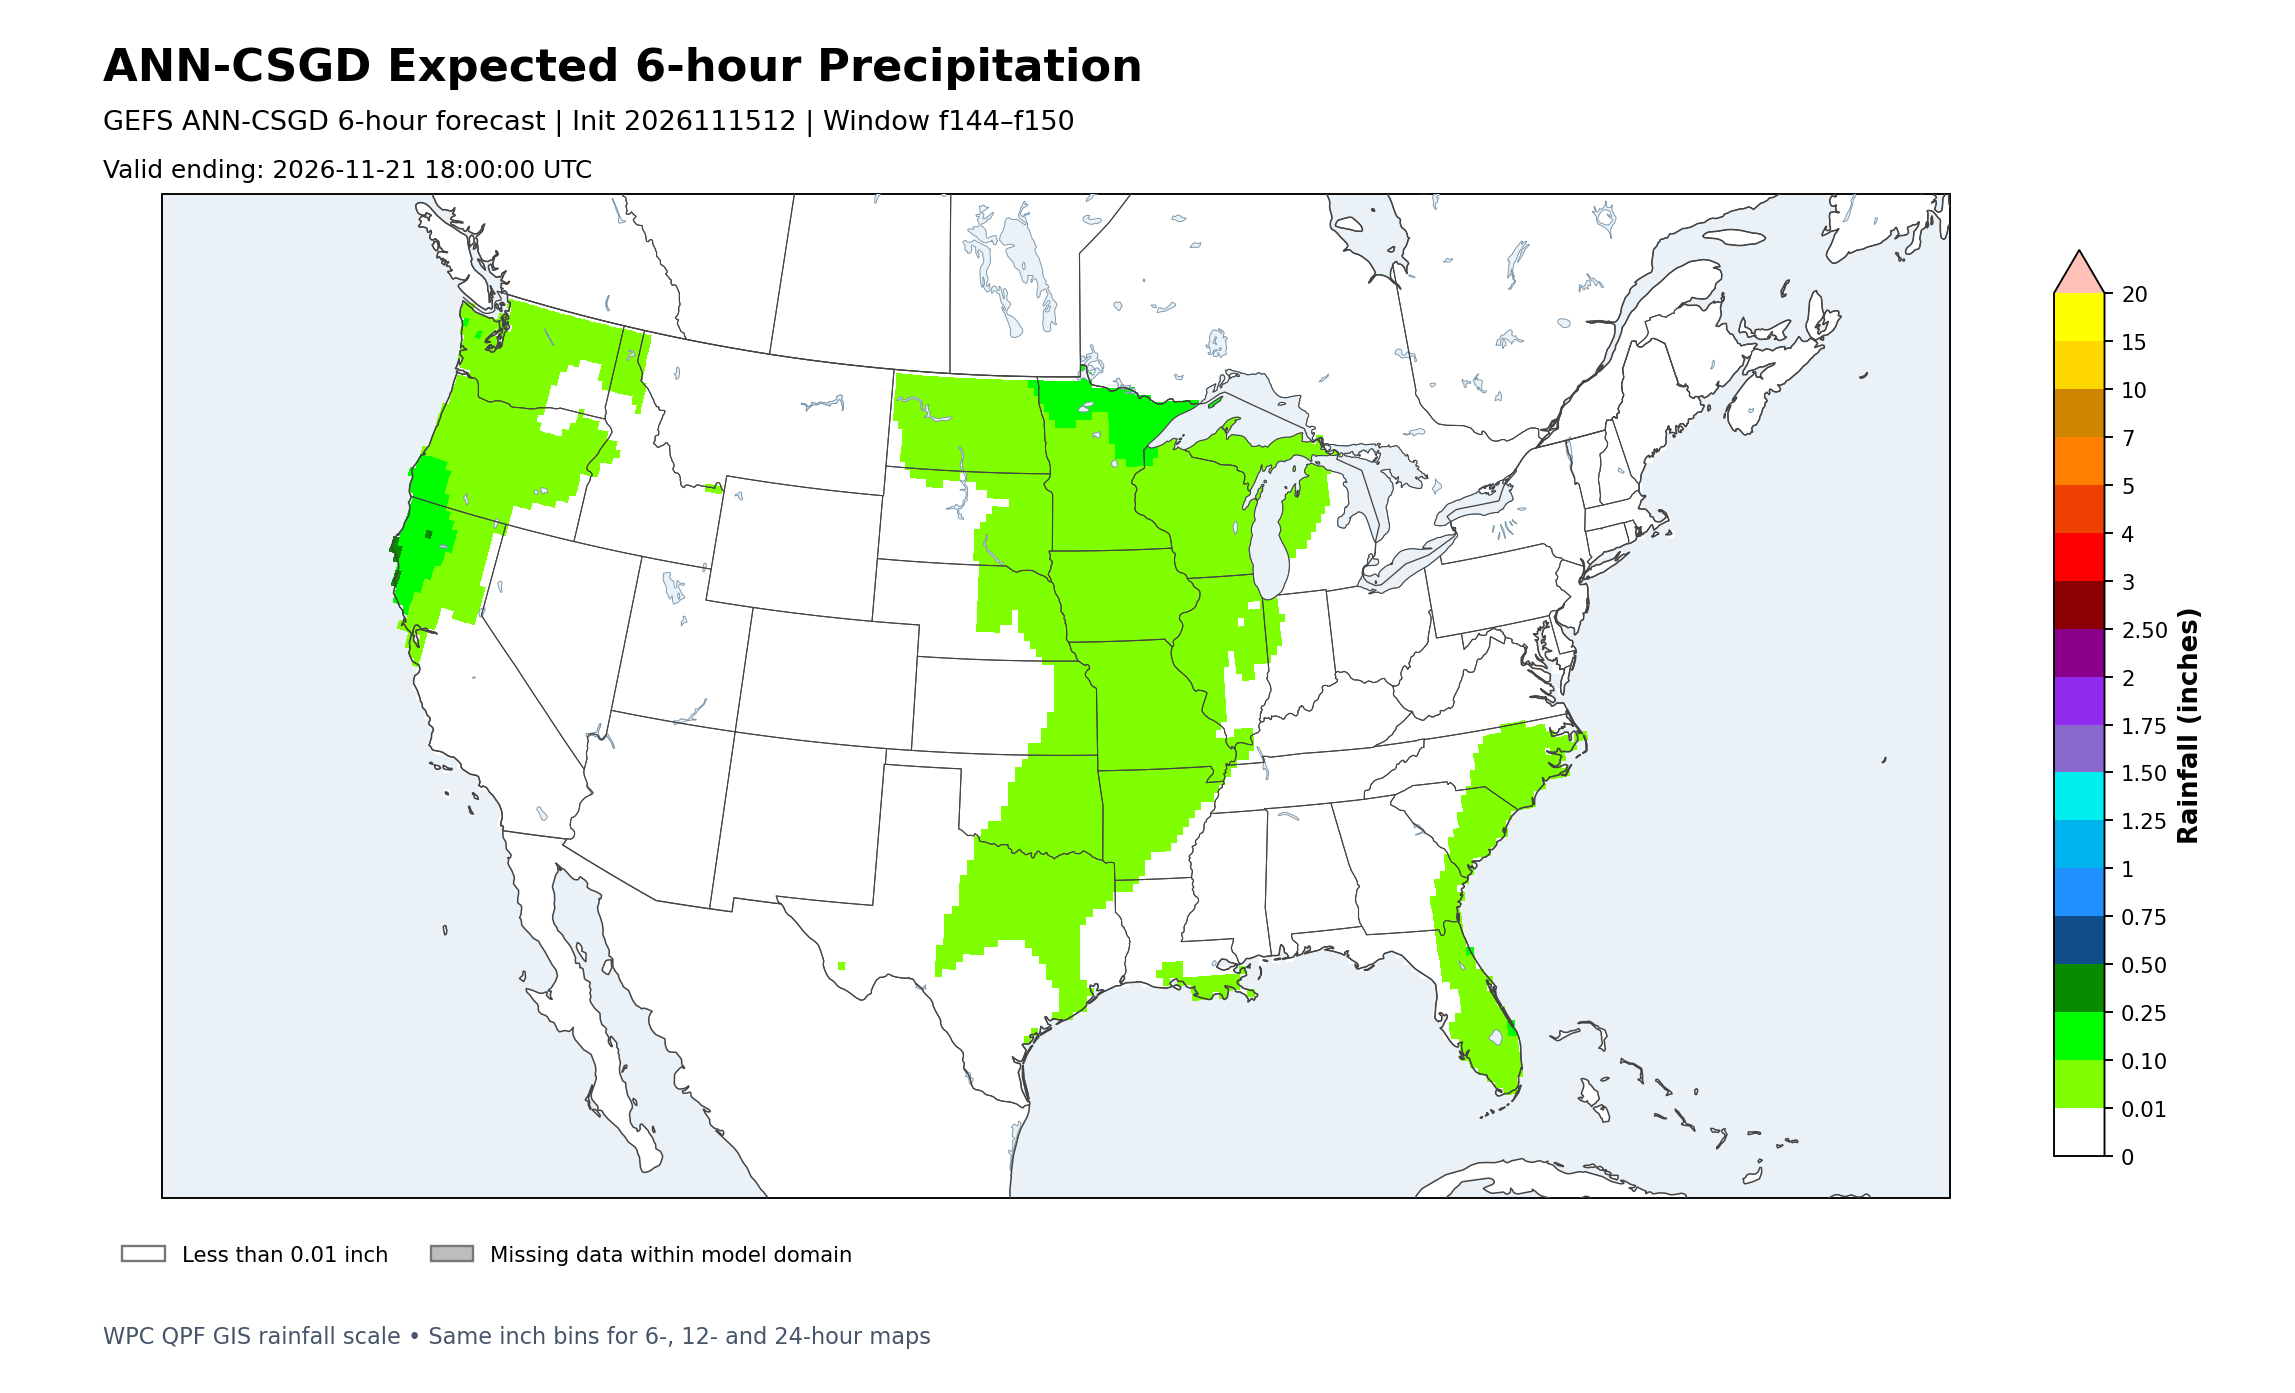 ANN-CSGD Expected 6-hour Precipitation
GEFS ANN-CSGD 6-hour forecast | Init 2026111512 | Window f144–f150
Valid ending: 2026-11-21 18:00:00 UTC
20
15
10
7
5
4
3
2.50
2
1.75
1.50
1.25
1
0.75
0.50
0.25
0.10
0.01
0
Rainfall (inches)
Less than 0.01 inch
Missing data within model domain
WPC QPF GIS rainfall scale • Same inch bins for 6-, 12- and 24-hour maps